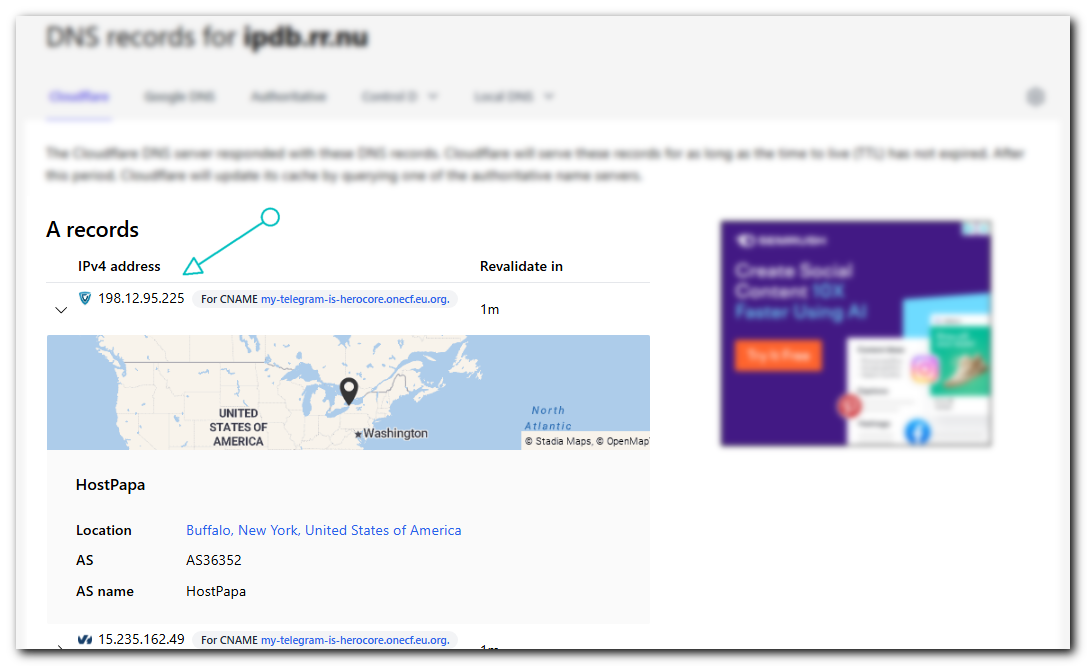 DNS records for ipdb.rr.nu
Cloudflare Google DNS Authoritative Control D Local DNS
The Cloudflare DNS server responded with these DNS records. Cloudflare will serve these records for as long as the time to live (TTL) has not expired. After
this period, Cloudflare will update its cache by querying one of the authoritative name servers.
A records
IPv4 address Revalidate in
198.12.95.225 For CNAME my-telegram-is-herocore.onecf.eu.org.
1m
UNITED
STATES OF
AMERICA
Washington
North
Atlantic
© Stadia Maps, © OpenMap
HostPapa
Location Buffalo, New York, United States of America
AS AS36352
AS name HostPapa
15.235.162.49 For CNAME my-telegram-is-herocore.onecf.eu.org.
1m
SEMRUSH
Create Social
Content 10X
Faster Using AI
Try It Free